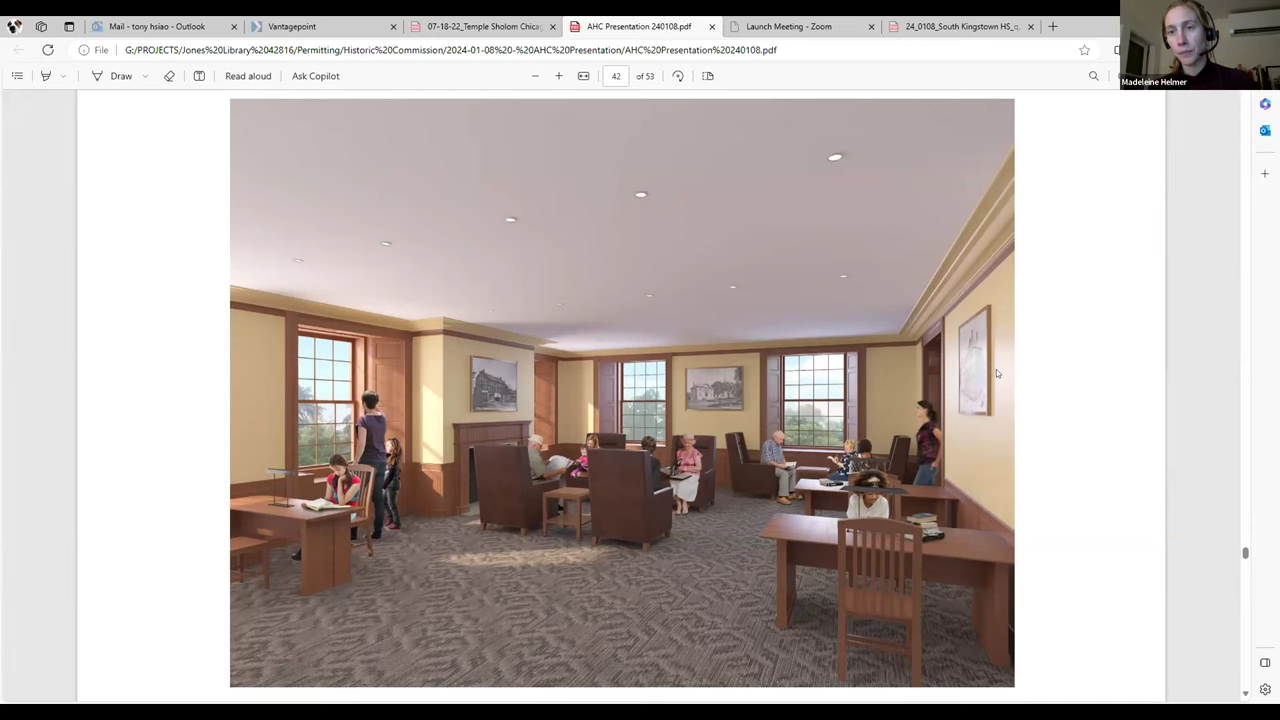 Mail - tony hsiao - Outlook
Vantagepoint
07-18-22_Temple Sholom Chicag
AHC Presentation 240108.pdf
Launch Meeting - Zoom
24_0108_South Kingstown HS_q
File
G:/PROJECTS/Jones%20Library%2042816/Permitting/Historic%20Commission/2024-01-08%20-%20AHC%20Presentation/AHC%20Presentation%20240108.pdf
Draw
Read aloud
Ask Copilot
42
of 53
Madeleine Helmer